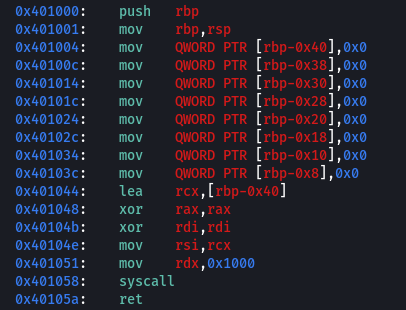 0x401000: push rbp
0x401001: mov rbp,rsp
0x401004: mov QWORD PTR [rbp-0x40],0x0
0x40100c: mov QWORD PTR [rbp-0x38],0x0
0x401014: mov QWORD PTR [rbp-0x30],0x0
0x40101c: mov QWORD PTR [rbp-0x28],0x0
0x401024: mov QWORD PTR [rbp-0x20],0x0
0x40102c: mov QWORD PTR [rbp-0x18],0x0
0x401034: mov QWORD PTR [rbp-0x10],0x0
0x40103c: mov QWORD PTR [rbp-0x8],0x0
0x401044: lea rcx,[rbp-0x40]
0x401048: xor rax,rax
0x40104b: xor rdi,rdi
0x40104e: mov rsi,rcx
0x401051: mov rdx,0x1000
0x401058: syscall
0x40105a: ret